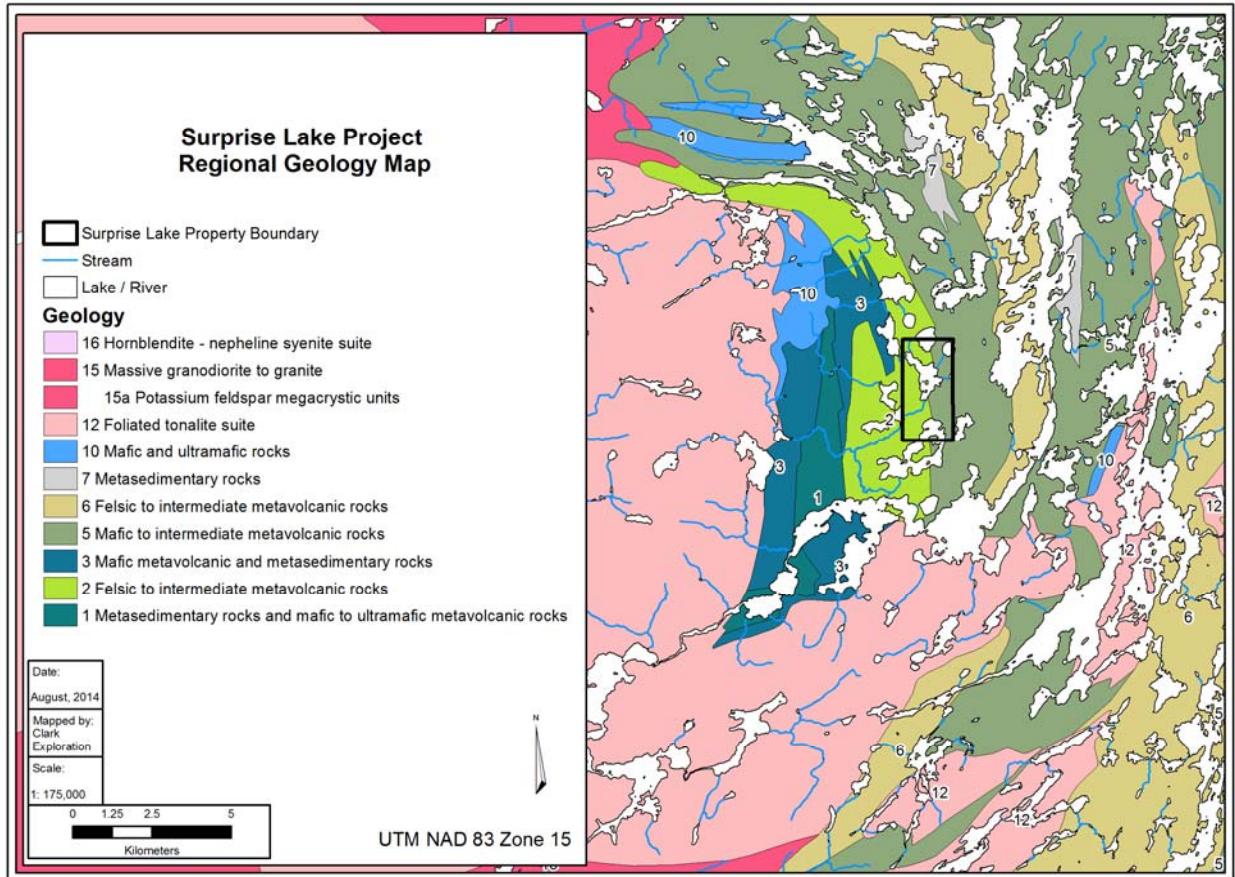 Surprise Lake Project
Regional Geology Map
Surprise Lake Property Boundary
Stream
Lake / River
Geology
16 Hornblendite - nepheline syenite suite
15 Massive granodiorite to granite
15a Potassium feldspar megacrystic units
12 Foliated tonalite suite
10 Mafic and ultramafic rocks
7 Metasedimentary rocks
6 Felsic to intermediate metavolcanic rocks
5 Mafic to intermediate metavolcanic rocks
3 Mafic metavolcanic and metasedimentary rocks
2 Felsic to intermediate metavolcanic rocks
1 Metasedimentary rocks and mafic to ultramafic metavolcanic rocks
Date:
August, 2014
Mapped by:
Clark
Exploration
Scale:
1: 175,000
0 1.25 2.5 5
Kilometers
N
UTM NAD 83 Zone 15
10
5
6
7
7
10
3
5
2
3
10
1
12
3
12
6
6
5
12
12
5